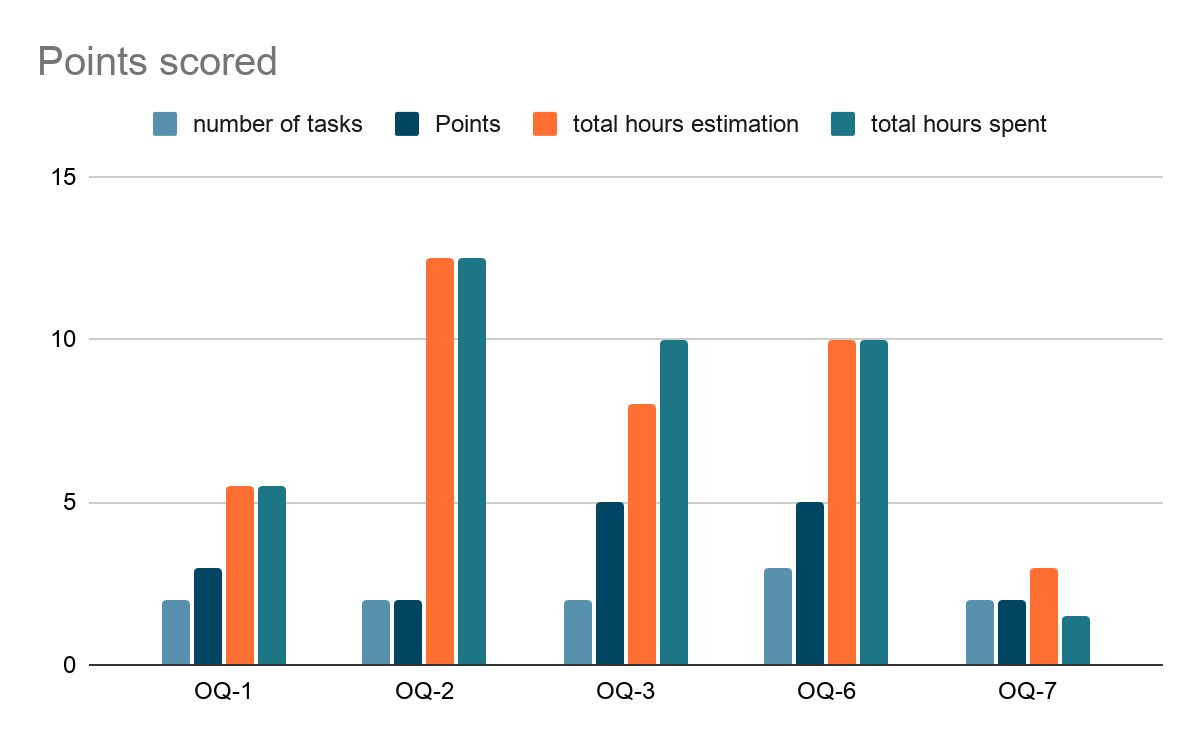 Points scored
number of tasks Points total hours estimation total hours spent
15
10
5
0
OQ-1 OQ-2 OQ-3 OQ-6 OQ-7